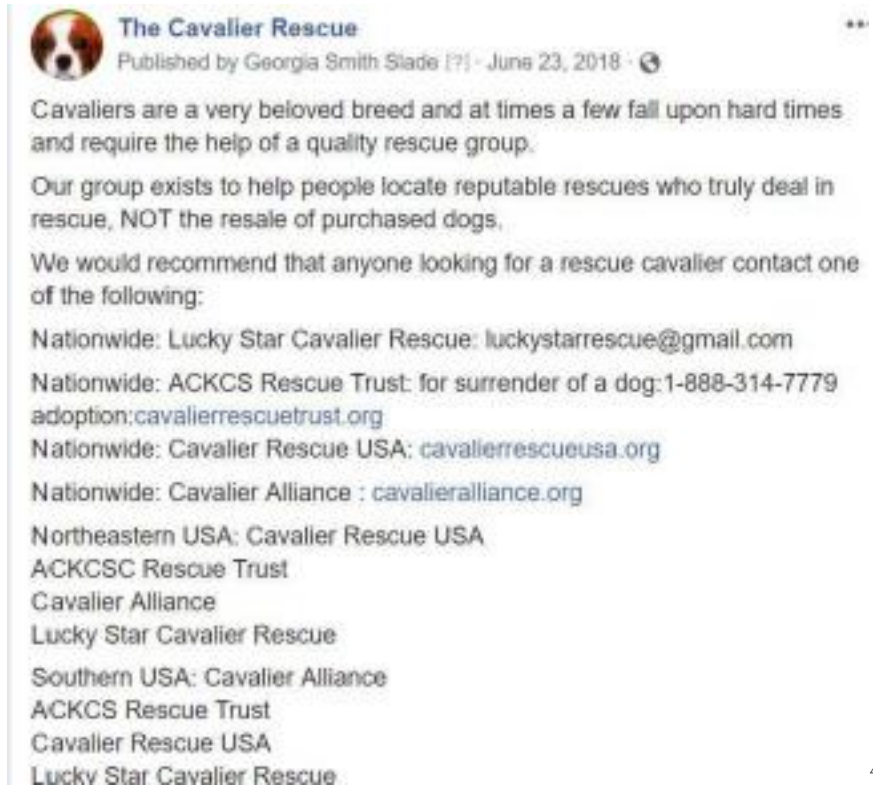 The Cavalier Rescue
Published by Georgia Smith Slade [?] · June 23, 2018 ·
Cavaliers are a very beloved breed and at times a few fall upon hard times
and require the help of a quality rescue group.
Our group exists to help people locate reputable rescues who truly deal in
rescue, NOT the resale of purchased dogs.
We would recommend that anyone looking for a rescue cavalier contact one
of the following:
Nationwide: Lucky Star Cavalier Rescue: luckystarrescue@gmail.com
Nationwide: ACKCS Rescue Trust: for surrender of a dog:1-888-314-7779
adoption:cavalierrescuetrust.org
Nationwide: Cavalier Rescue USA: cavalierrescueusa.org
Nationwide: Cavalier Alliance : cavalieralliance.org
Northeastern USA: Cavalier Rescue USA
ACKCSC Rescue Trust
Cavalier Alliance
Lucky Star Cavalier Rescue
Southern USA: Cavalier Alliance
ACKCS Rescue Trust
Cavalier Rescue USA
Lucky Star Cavalier Rescue